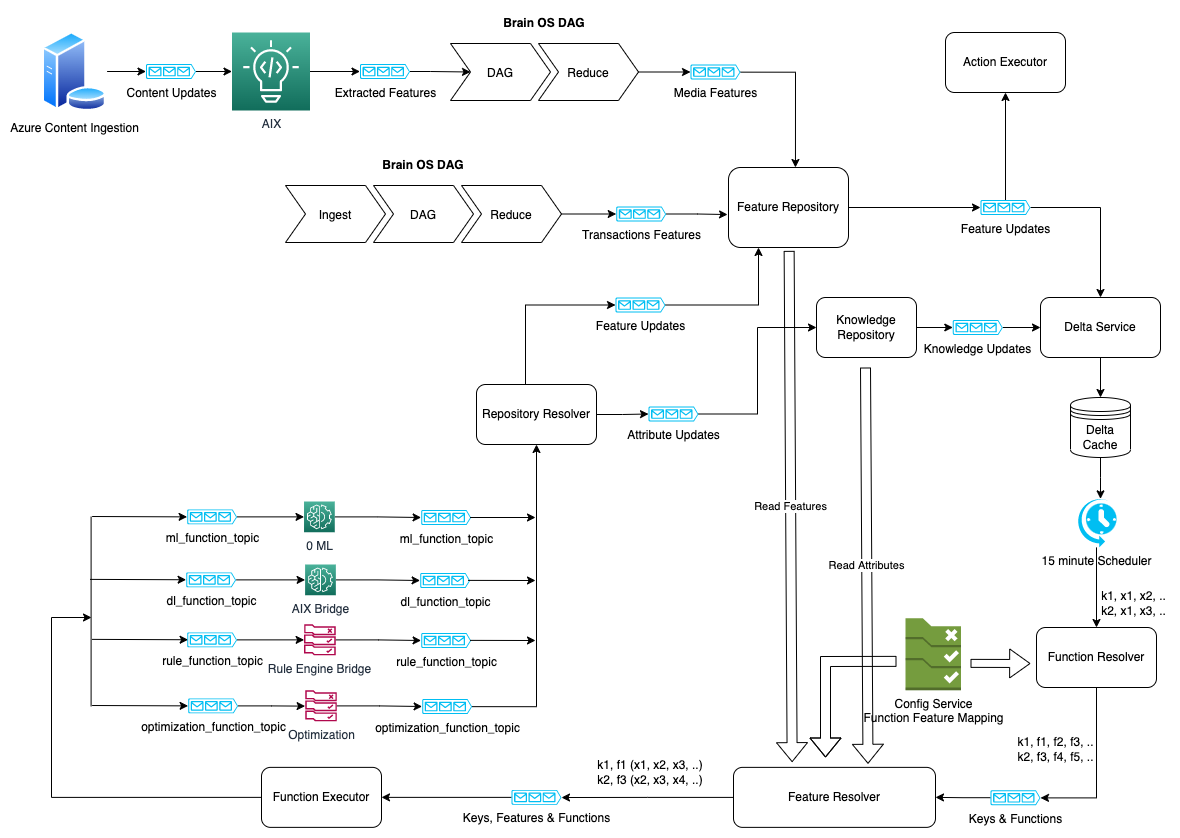 Brain OS DAG
DAG
Reduce
Action Executor
Content Updates
Extracted Features
Media Features
Azure Content Ingestion
AIX
Brain OS DAG
Ingest
DAG
Reduce
Transactions Features
Feature Repository
Feature Updates
Feature Updates
Knowledge
Repository
Knowledge Updates
Delta Service
Repository Resolver
Attribute Updates
Delta
Cache
Read Features
ml_function_topic
0 ML
ml_function_topic
15 minute Scheduler
Read Attributes
dl_function_topic
AIX Bridge
dl_function_topic
k1, x1, x2, ..
k2, x1, x3, ..
rule_function_topic
Rule Engine Bridge
rule_function_topic
Function Resolver
Config Service
Function Feature Mapping
optimization_function_topic
Optimization
optimization_function_topic
k1, f1, f2, f3, ..
k2, f3, f4, f5, ..
k1, f1 (x1, x2, x3, ..)
k2, f3 (x2, x3, x4, ..)
Function Executor
Keys, Features & Functions
Feature Resolver
Keys & Functions